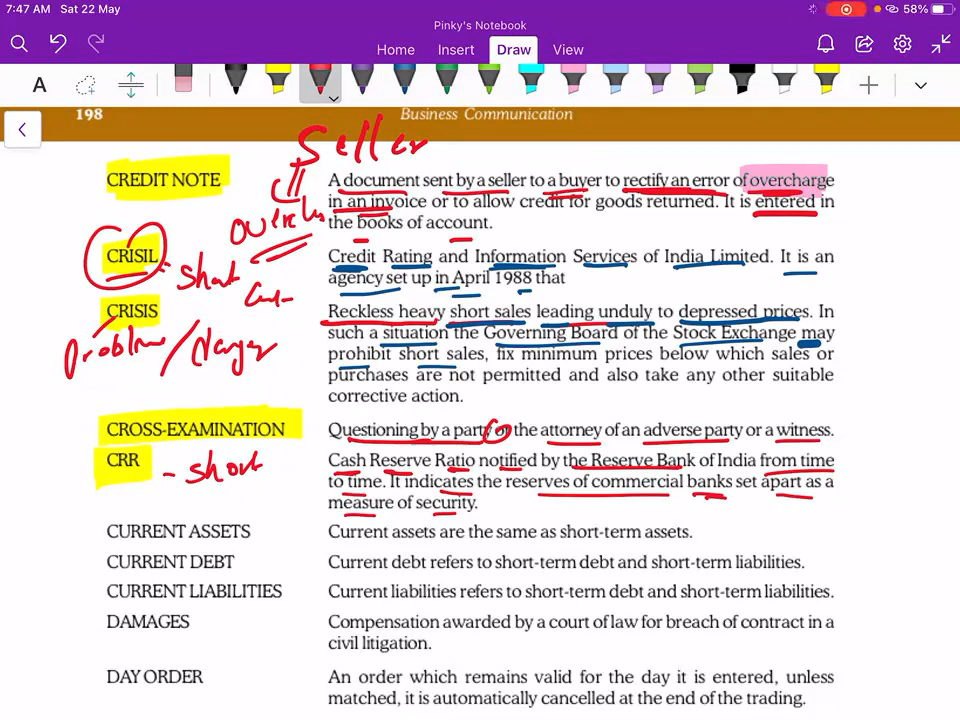 7:47 AM Sat 22 May
58%
Pinky's Notebook
Home Insert Draw View
A
198 Business Communication
Seller
CREDIT NOTE A document sent by a seller to a buyer to rectify an error of overcharge
in an invoice or to allow credit for goods returned. It is entered in
the books of account.
CRISIL Credit Rating and Information Services of India Limited. It is an
- short
agency set up in April 1988 that
CRISIS Reckless heavy short sales leading unduly to depressed prices. In
Problem / danger
such a situation the Governing Board of the Stock Exchange may
prohibit short sales, fix minimum prices below which sales or
purchases are not permitted and also take any other suitable
corrective action.
CROSS-EXAMINATION Questioning by a party or the attorney of an adverse party or a witness.
CRR Cash Reserve Ratio notified by the Reserve Bank of India from time
- short
to time. It indicates the reserves of commercial banks set apart as a
measure of security.
CURRENT ASSETS Current assets are the same as short-term assets.
CURRENT DEBT Current debt refers to short-term debt and short-term liabilities.
CURRENT LIABILITIES Current liabilities refers to short-term debt and short-term liabilities.
DAMAGES Compensation awarded by a court of law for breach of contract in a
civil litigation.
DAY ORDER An order which remains valid for the day it is entered, unless
matched, it is automatically cancelled at the end of the trading.